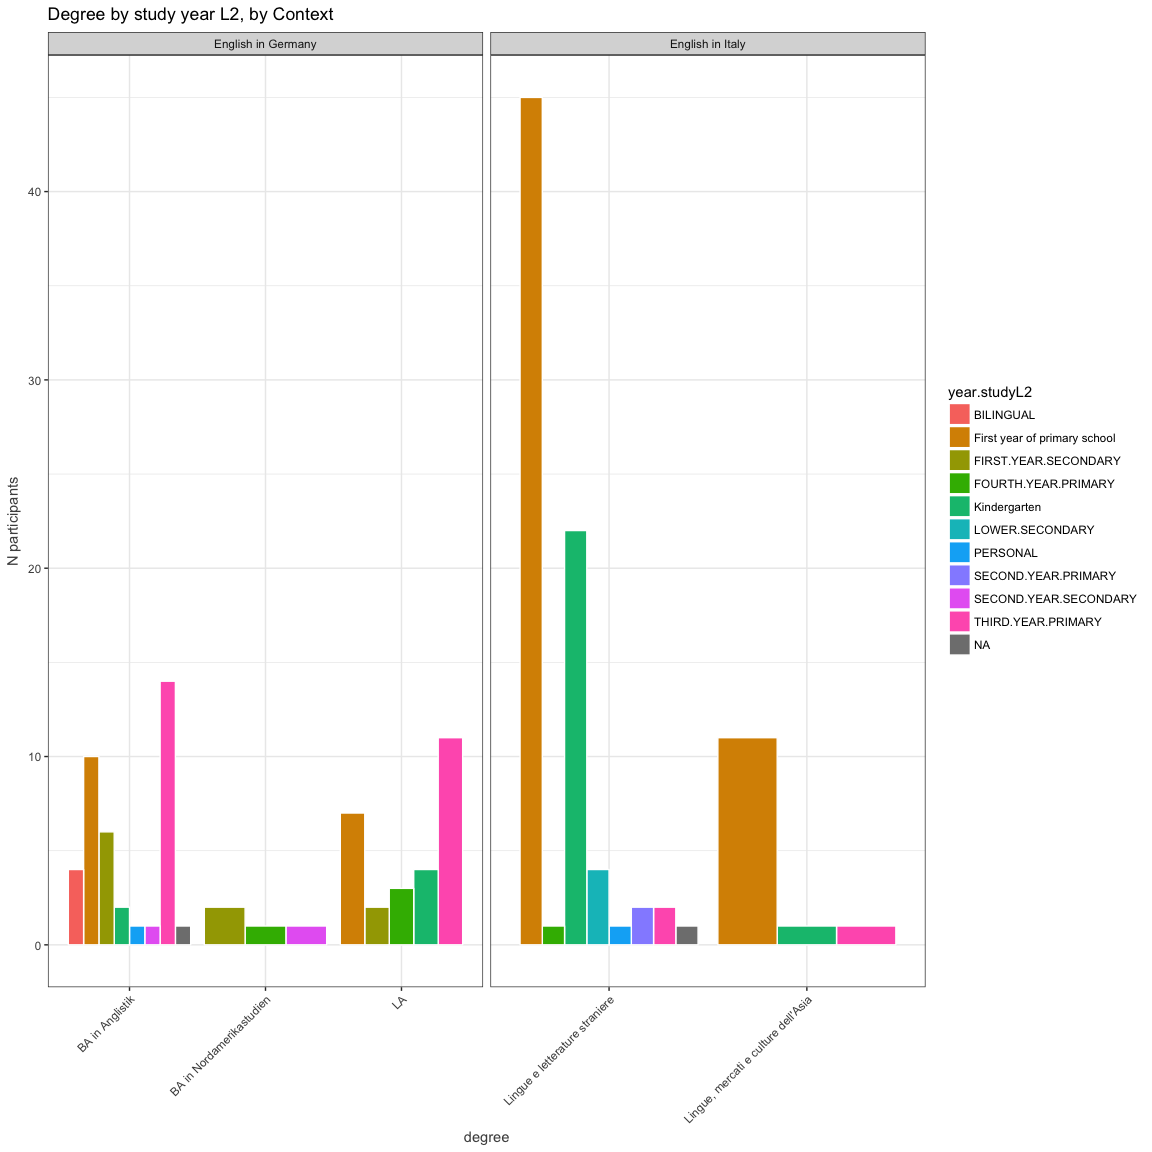 Degree by study year L2, by Context
English in Germany
English in Italy
N participants
40
30
20
10
0
BA in Anglistik
BA in Nordamerikastudien
LA
Lingue e letterature straniere
Lingue, mercati e culture dell'Asia
degree
year.studyL2
BILINGUAL
First year of primary school
FIRST.YEAR.SECONDARY
FOURTH.YEAR.PRIMARY
Kindergarten
LOWER.SECONDARY
PERSONAL
SECOND.YEAR.PRIMARY
SECOND.YEAR.SECONDARY
THIRD.YEAR.PRIMARY
NA